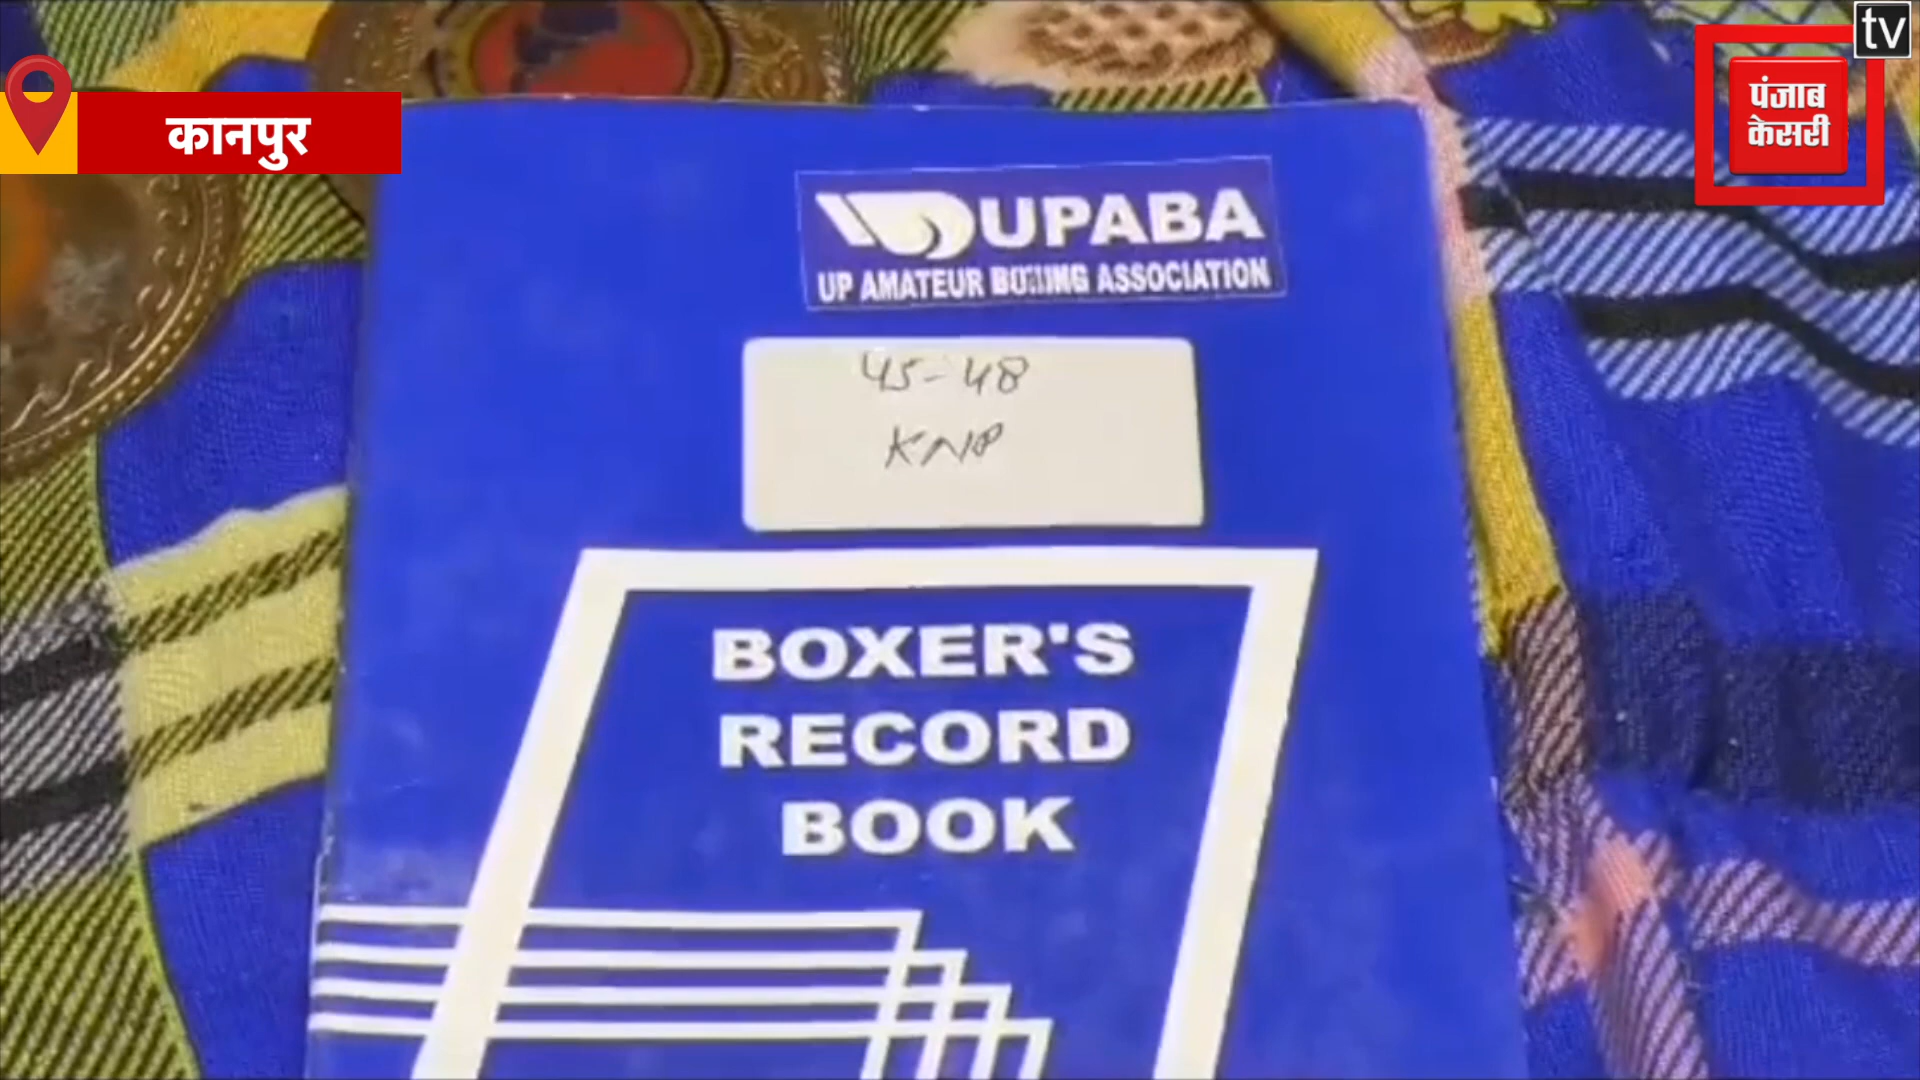 tv
पंजाब
केसरी
कानपुर
UPABA
UP AMATEUR BOXING ASSOCIATION
45-48
KNP
BOXER'S
RECORD
BOOK